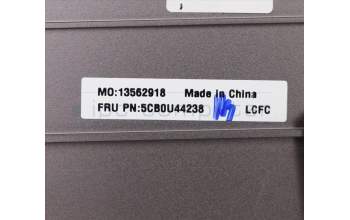 MO:13562918 Made in China
FRU PN:5CB0U44238 LCFC